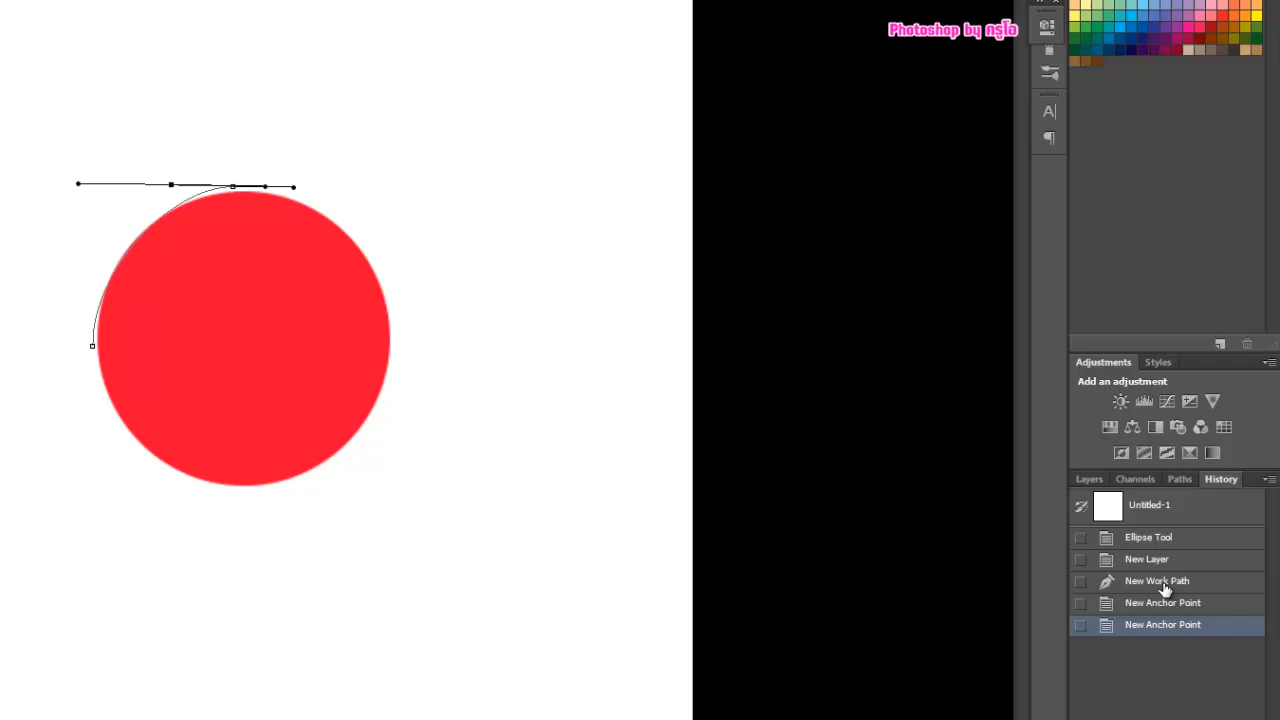 Photoshop by ครูโอ
A|
Adjustments Styles
Add an adjustment
Layers Channels Paths History
Untitled-1
Ellipse Tool
New Layer
New Work Path
New Anchor Point
New Anchor Point